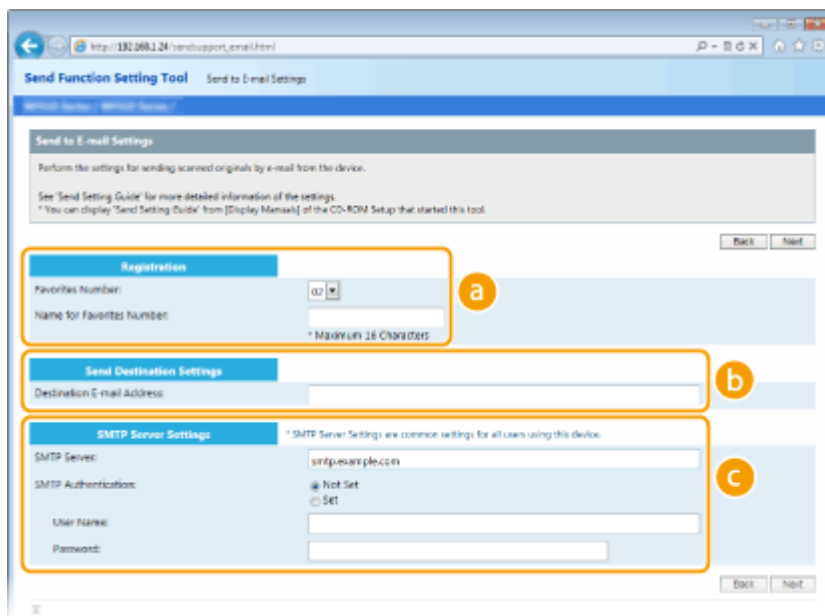 http://192.168.1.24/sendsupport_email.html
Send Function Setting Tool Send to E-mail Settings
Send to E-mail Settings
Perform the settings for sending scanned originals by e-mail from the device.
See 'Send Setting Guide' for more detailed information of the settings.
* You can display 'Send Setting Guide' from [Display Manuals] of the CD-ROM Setup that started this tool.
Back Next
Registration
Favorites Number: 02
a
Name for Favorites Number:
* Maximum 16 Characters
Send Destination Settings
b
Destination E-mail Address:
SMTP Server Settings * SMTP Server Settings are common settings for all users using this device.
SMTP Server: smtp.example.com
c
SMTP Authentication: Not Set
Set
User Name:
Password:
Back Next